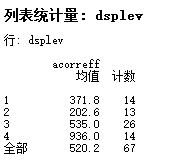 列表统计量: dsplev
行: dsplev
acorreff
均值 计数
1 371.8 14
2 202.6 13
3 535.0 26
4 936.0 14
全部 520.2 67